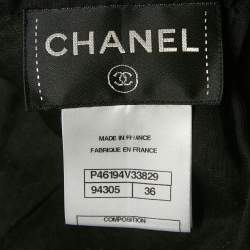 CHANEL
MADE IN FRANCE
FABRIQUE EN FRANCE
P46194V33829
94305 36
COMPOSITION